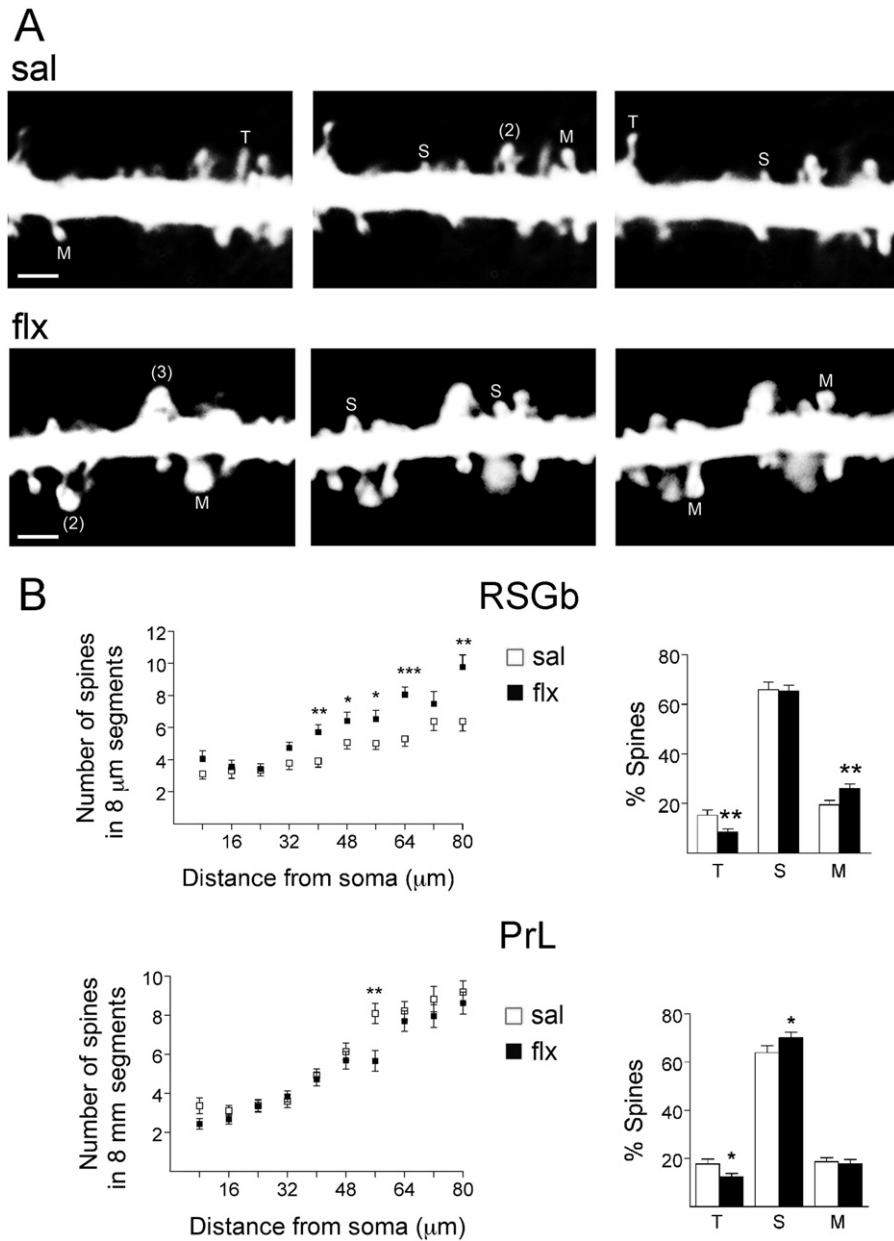 A
sal
T
M
S
(2)
M
T
S
flx
(3)
(2)
M
S
S
M
M
B
RSGb
Number of spines
in 8 μm segments
12
10
8
6
4
2
** * * *** **
16 32 48 64 80
Distance from soma (μm)
sal
flx
% Spines
80
60
40
20
**
**
T S M
PrL
Number of spines
in 8 mm segments
10
8
6
4
2
**
16 32 48 64 80
Distance from soma (μm)
sal
flx
% Spines
80
60
40
20
*
*
T S M